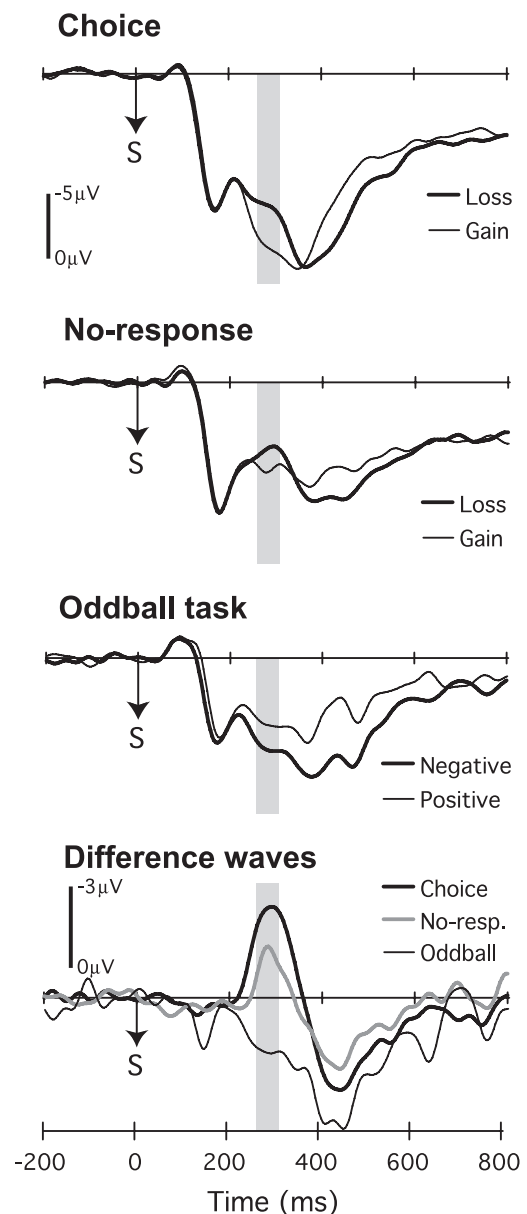 Choice
S
-5μV
0μV
Loss
Gain
No-response
S
Loss
Gain
Oddball task
S
Negative
Positive
Difference waves
-3μV
0μV
Choice
No-resp.
Oddball
S
-200 0 200 400 600 800
Time (ms)